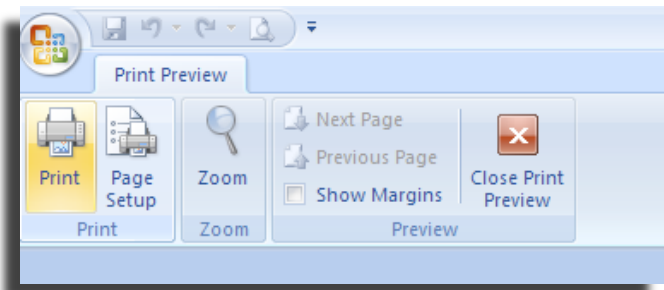 Print Preview
Print
Page
Setup
Zoom
Next Page
Previous Page
Show Margins
Close Print
Preview
Print
Zoom
Preview